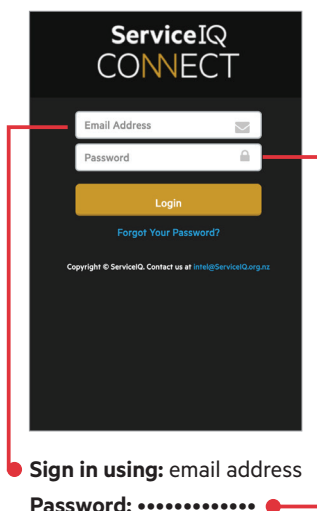 ServiceIQ
CONNECT
Email Address
Password
Login
Forgot Your Password?
Copyright © ServiceIQ. Contact us at intel@ServiceIQ.org.nz
Sign in using: email address
Password: •••••••••••••